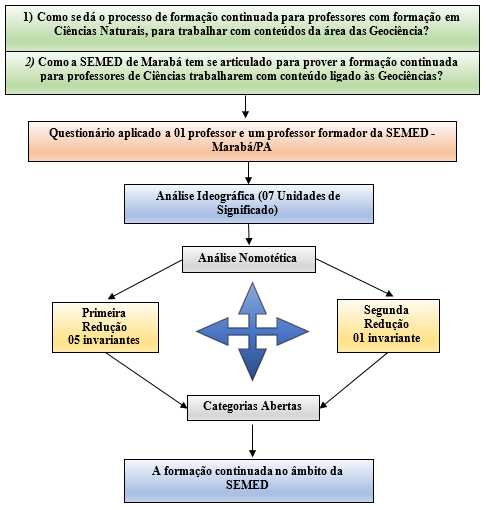 1) Como se dá o processo de formação continuada para professores com formação em
Ciências Naturais, para trabalhar com conteúdos da área das Geociência?
2) Como a SEMED de Marabá tem se articulado para prover a formação continuada
para professores de Ciências trabalharem com conteúdo ligado às Geociências?
Questionário aplicado a 01 professor e um professor formador da SEMED -
Marabá/PA
Análise Ideográfica (07 Unidades de
Significado)
Análise Nomotética
Primeira
Redução
05 invariantes
Segunda
Redução
01 invariante
Categorias Abertas
A formação continuada no âmbito da
SEMED